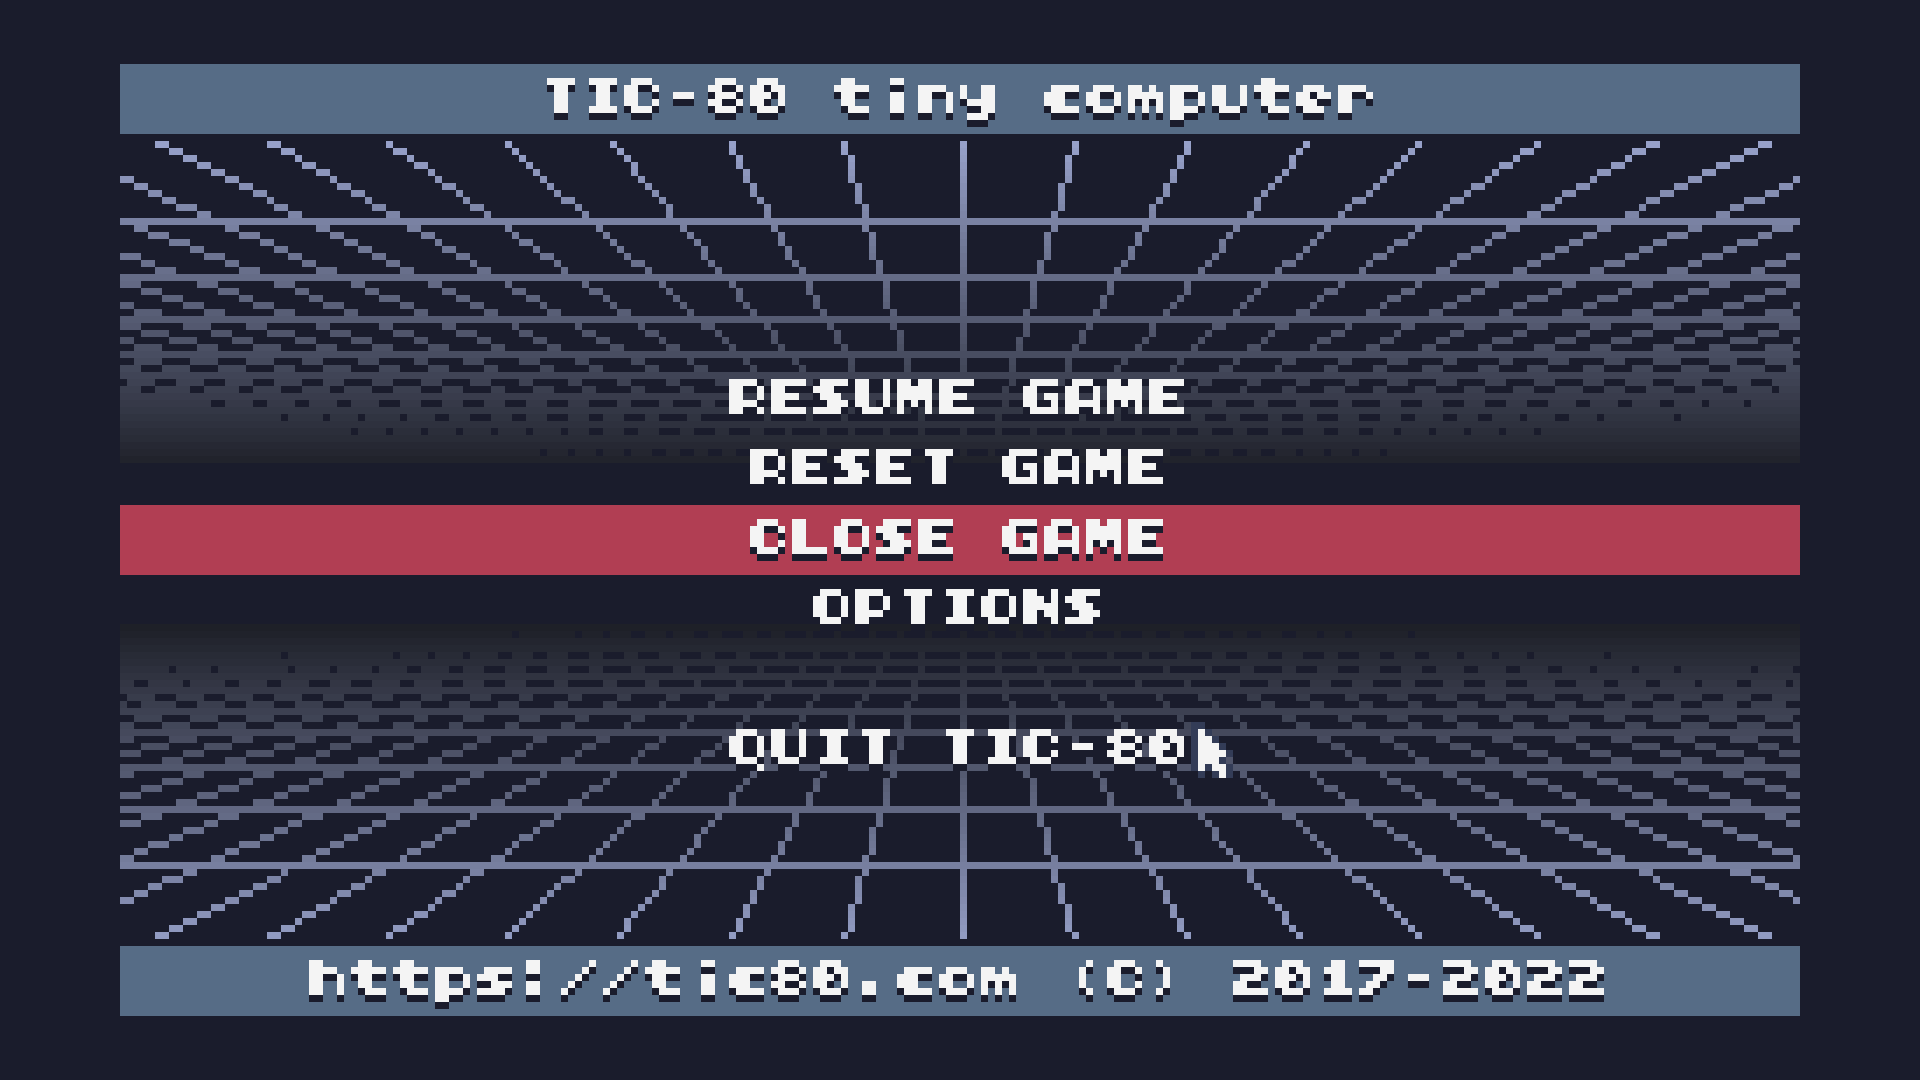 TIC-80 tiny computer
RESUME GAME
RESET GAME
CLOSE GAME
OPTIONS
QUIT TIC-80
https://tic80.com (C) 2017-2022